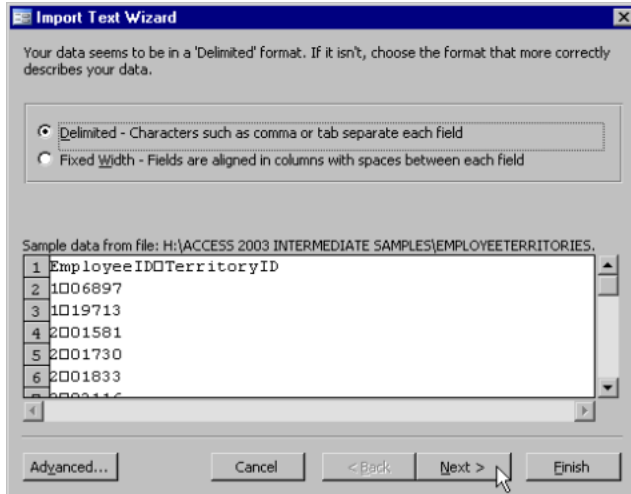 Import Text Wizard
Your data seems to be in a 'Delimited' format. If it isn't, choose the format that more correctly
describes your data.
Delimited - Characters such as comma or tab separate each field
Fixed Width - Fields are aligned in columns with spaces between each field
Sample data from file: H:\ACCESS 2003 INTERMEDIATE SAMPLES\EMPLOYEETERRITORIES.
1 EmployeeID□TerritoryID
2 1□06897
3 1□19713
4 2□01581
5 2□01730
6 2□01833
Advanced... Cancel < Back Next > Finish